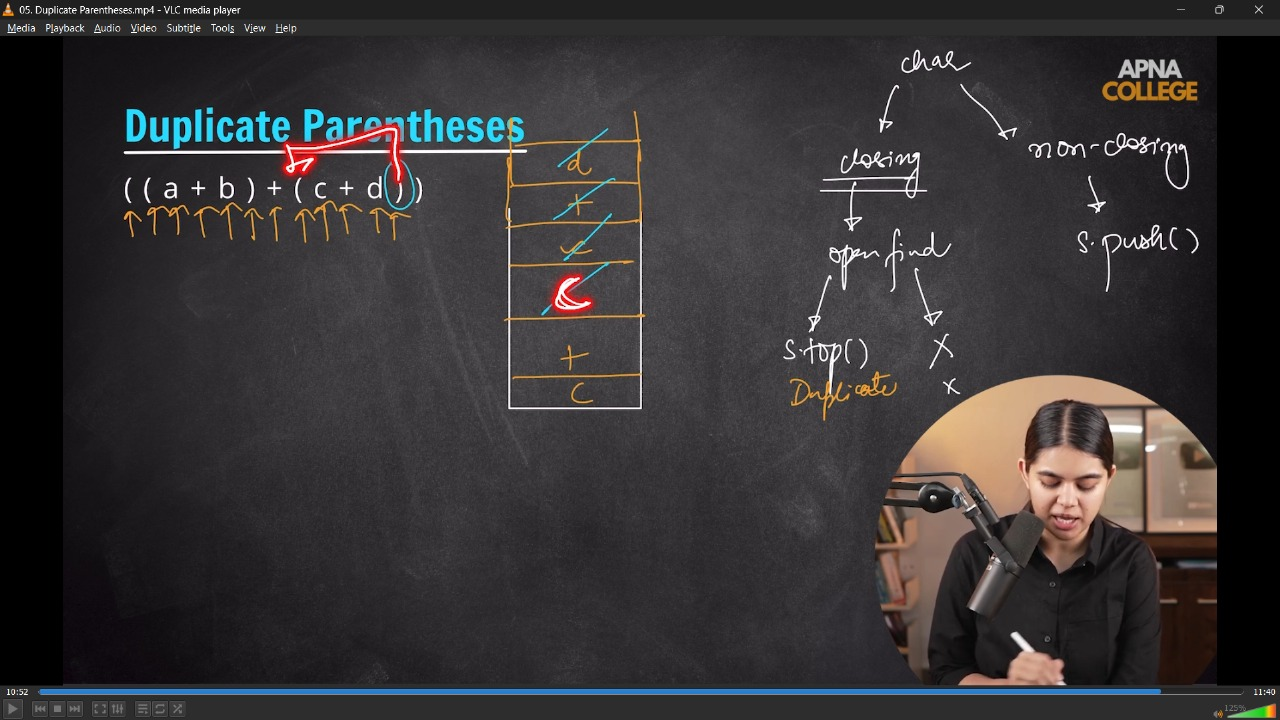 05. Duplicate Parentheses.mp4 - VLC media player
Media Playback Audio Video Subtitle Tools View Help
APNA
COLLEGE
Duplicate Parentheses
( ( a + b ) + ( c + d ) )
d
+
c
(
+
(
char
closing
non-closing
open find
s.push()
s.top()
X
Duplicate
x
10:52
11:40
125%